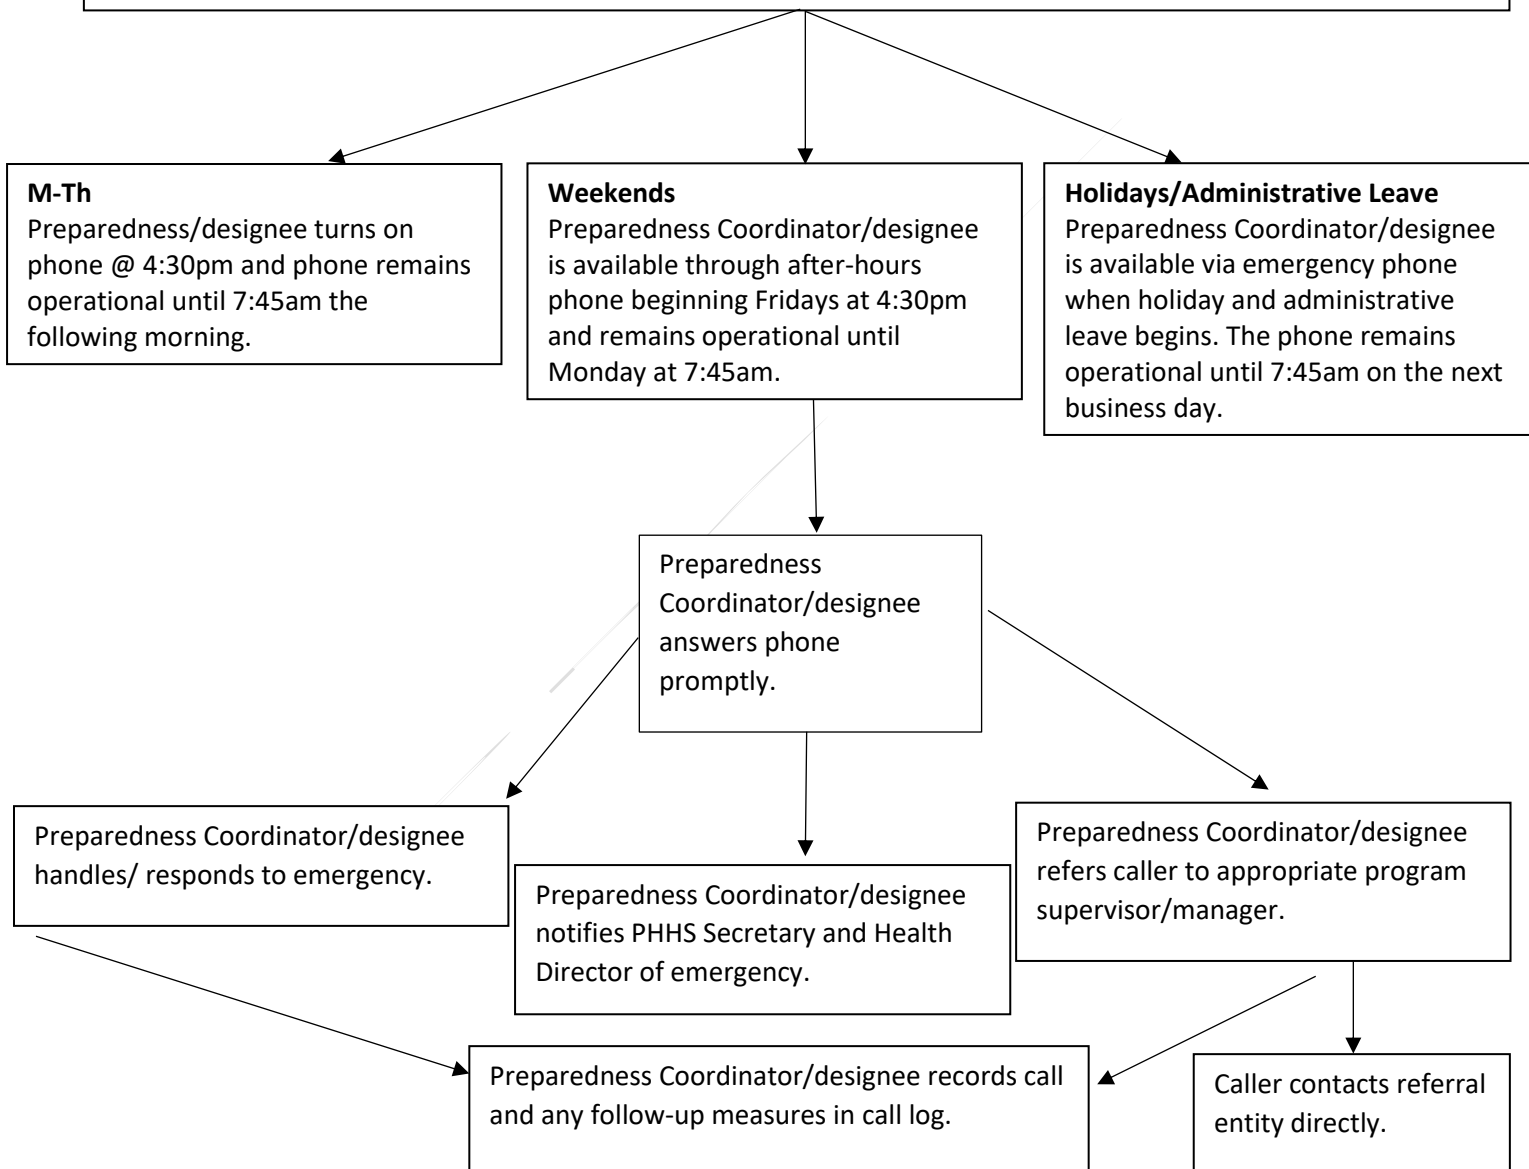 M-Th
Preparedness/designee turns on
phone @ 4:30pm and phone remains
operational until 7:45am the
following morning.
Weekends
Preparedness Coordinator/designee
is available through after-hours
phone beginning Fridays at 4:30pm
and remains operational until
Monday at 7:45am.
Holidays/Administrative Leave
Preparedness Coordinator/designee
is available via emergency phone
when holiday and administrative
leave begins. The phone remains
operational until 7:45am on the next
business day.
Preparedness
Coordinator/designee
answers phone
promptly.
Preparedness Coordinator/designee
handles/ responds to emergency.
Preparedness Coordinator/designee
notifies PHHS Secretary and Health
Director of emergency.
Preparedness Coordinator/designee
refers caller to appropriate program
supervisor/manager.
Preparedness Coordinator/designee records call
and any follow-up measures in call log.
Caller contacts referral
entity directly.